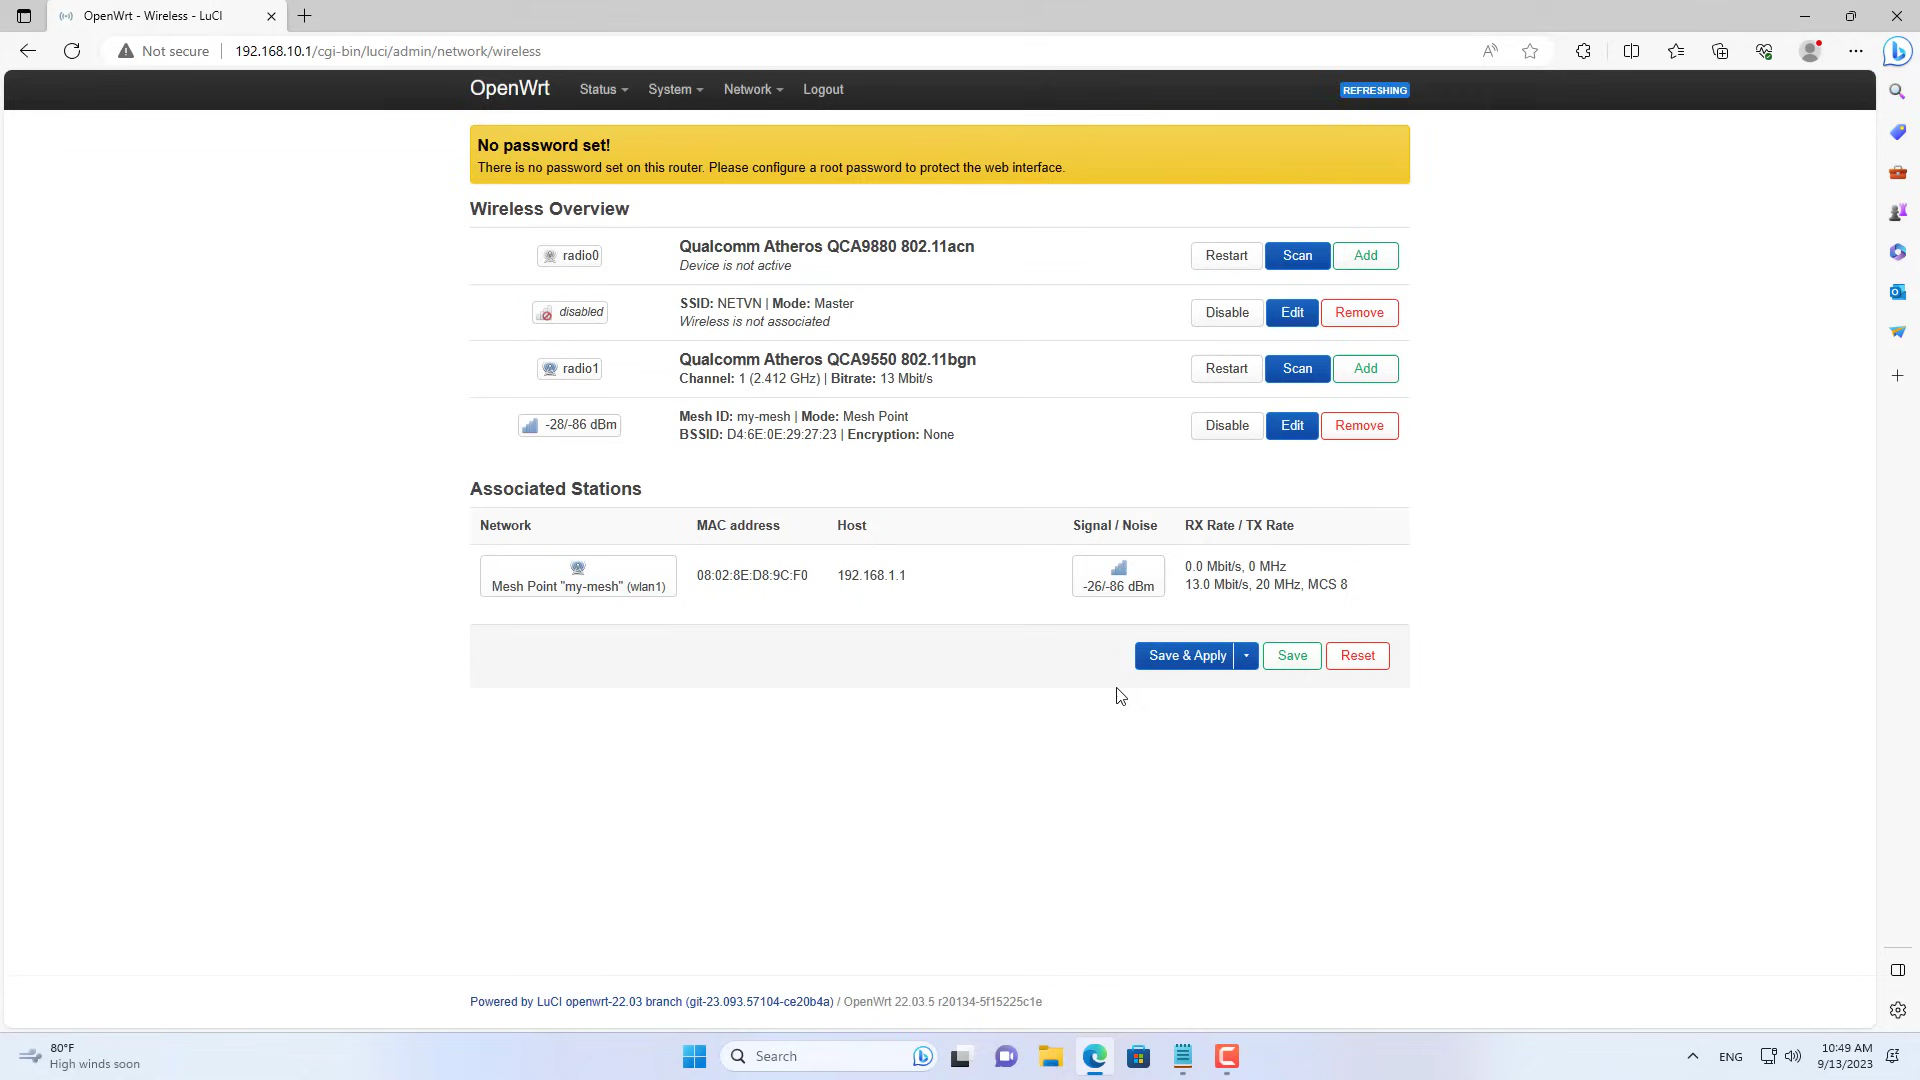 OpenWrt - Wireless - LuCI
Not secure
192.168.10.1/cgi-bin/luci/admin/network/wireless
OpenWrt
Status
System
Network
Logout
REFRESHING
No password set!
There is no password set on this router. Please configure a root password to protect the web interface.
Wireless Overview
radio0
Qualcomm Atheros QCA9880 802.11acn
Device is not active
Restart
Scan
Add
disabled
SSID: NETVN | Mode: Master
Wireless is not associated
Disable
Edit
Remove
radio1
Qualcomm Atheros QCA9550 802.11bgn
Channel: 1 (2.412 GHz) | Bitrate: 13 Mbit/s
Restart
Scan
Add
-28/-86 dBm
Mesh ID: my-mesh | Mode: Mesh Point
BSSID: D4:6E:0E:29:27:23 | Encryption: None
Disable
Edit
Remove
Associated Stations
Network
MAC address
Host
Signal / Noise
RX Rate / TX Rate
Mesh Point "my-mesh" (wlan1)
08:02:8E:D8:9C:F0
192.168.1.1
-26/-86 dBm
0.0 Mbit/s, 0 MHz
13.0 Mbit/s, 20 MHz, MCS 8
Save & Apply
Save
Reset
Powered by LuCI openwrt-22.03 branch (git-23.093.57104-ce20b4a) / OpenWrt 22.03.5 r20134-5f15225c1e
80°F
High winds soon
Search
ENG
10:49 AM
9/13/2023